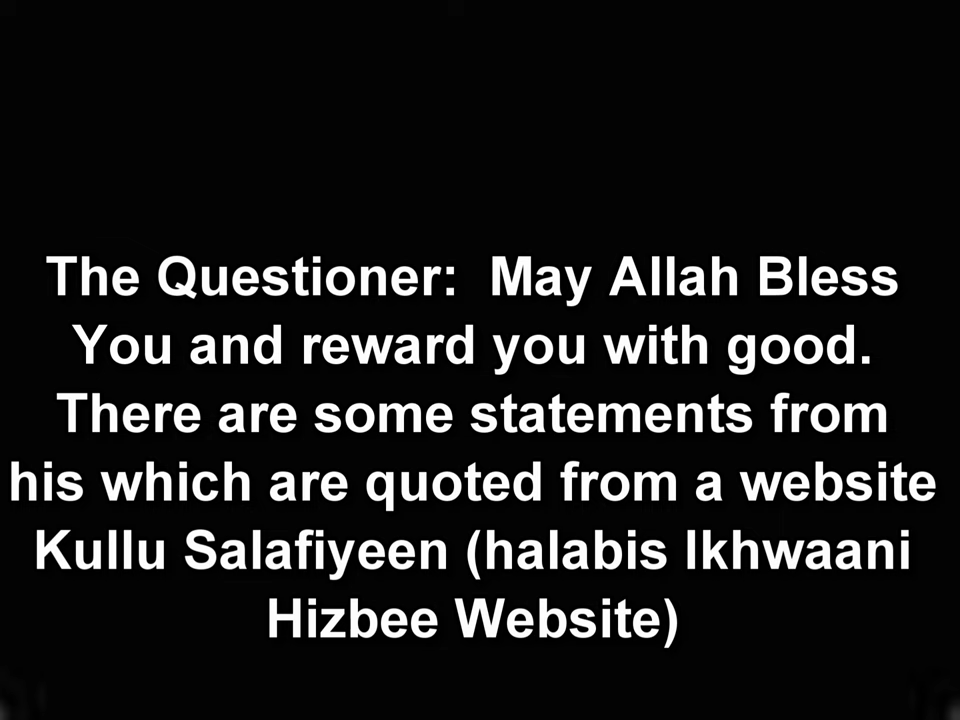 The Questioner:  May Allah Bless
You and reward you with good.
There are some statements from
his which are quoted from a website
Kullu Salafiyeen (halabis Ikhwaani
Hizbee Website)